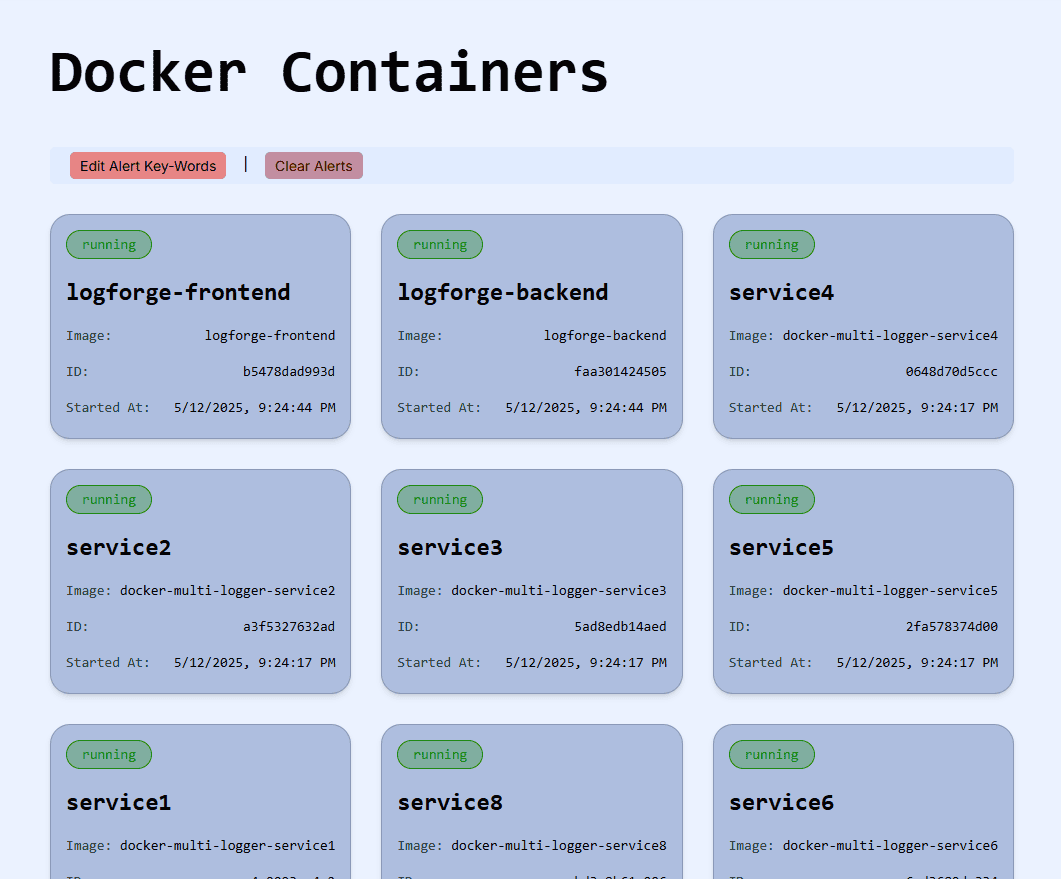 Docker Containers
Edit Alert Key-Words | Clear Alerts
running
logforge-frontend
Image: logforge-frontend
ID: b5478dad993d
Started At: 5/12/2025, 9:24:44 PM
running
logforge-backend
Image: logforge-backend
ID: faa301424505
Started At: 5/12/2025, 9:24:44 PM
running
service4
Image: docker-multi-logger-service4
ID: 0648d70d5ccc
Started At: 5/12/2025, 9:24:17 PM
running
service2
Image: docker-multi-logger-service2
ID: a3f5327632ad
Started At: 5/12/2025, 9:24:17 PM
running
service3
Image: docker-multi-logger-service3
ID: 5ad8edb14aed
Started At: 5/12/2025, 9:24:17 PM
running
service5
Image: docker-multi-logger-service5
ID: 2fa578374d00
Started At: 5/12/2025, 9:24:17 PM
running
service1
Image: docker-multi-logger-service1
running
service8
Image: docker-multi-logger-service8
running
service6
Image: docker-multi-logger-service6